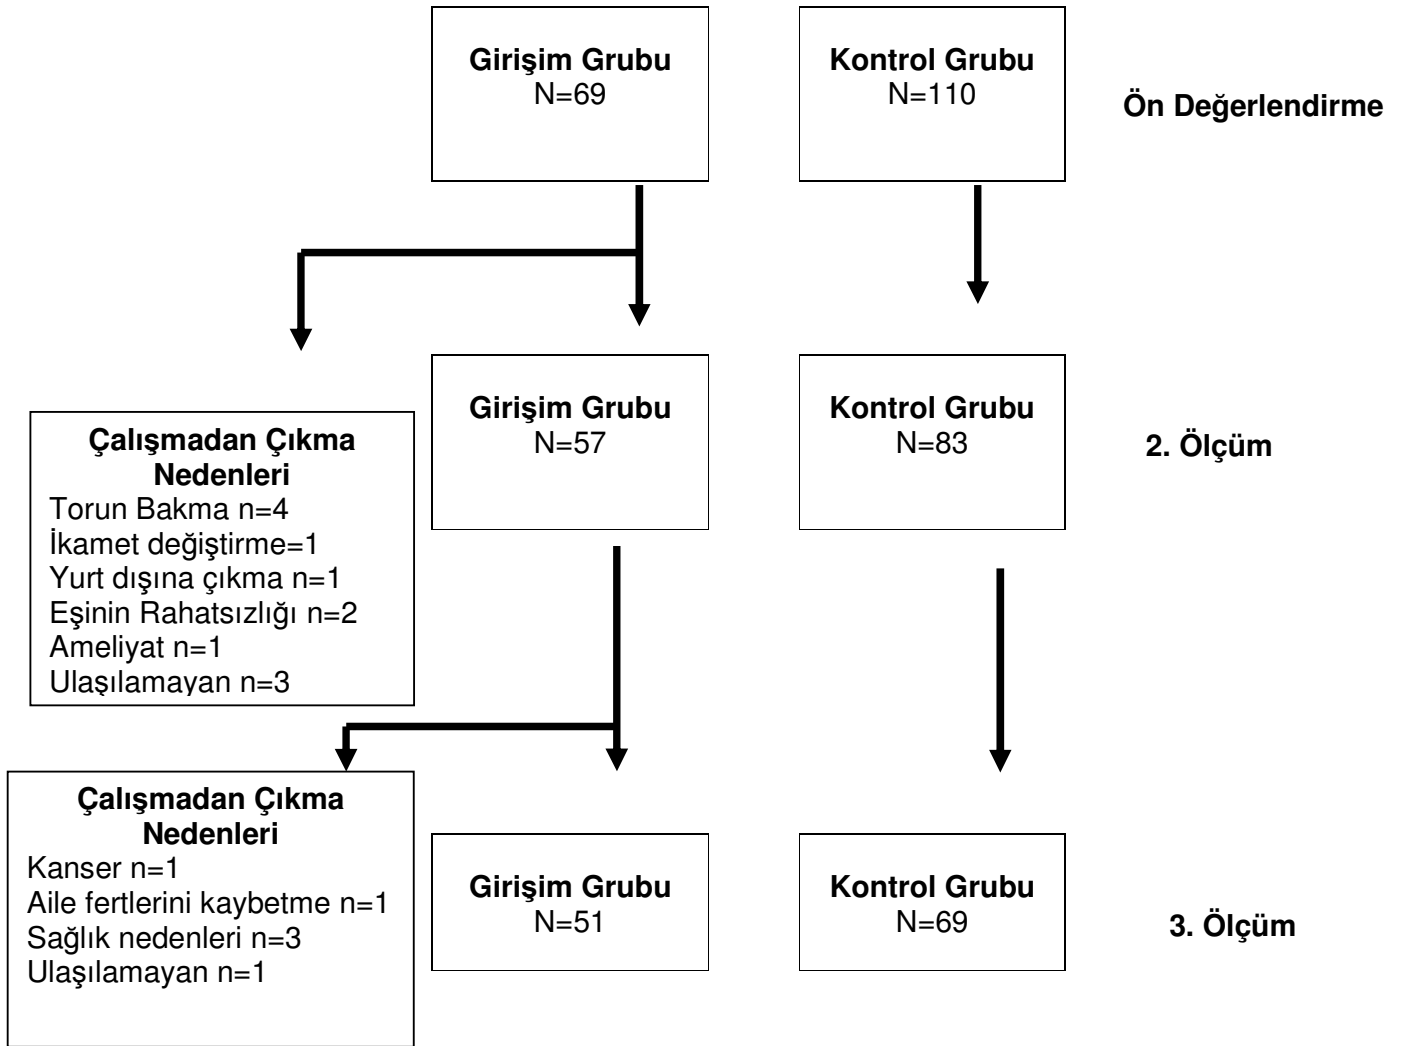 Girişim Grubu
N=69
Kontrol Grubu
N=110
Ön Değerlendirme
Girişim Grubu
N=57
Kontrol Grubu
N=83
2. Ölçüm
Çalışmadan Çıkma
Nedenleri
Torun Bakma n=4
İkamet değiştirme=1
Yurt dışına çıkma n=1
Eşinin Rahatsızlığı n=2
Ameliyat n=1
Ulaşılamayan n=3
Çalışmadan Çıkma
Nedenleri
Kanser n=1
Aile fertlerini kaybetme n=1
Sağlık nedenleri n=3
Ulaşılamayan n=1
Girişim Grubu
N=51
Kontrol Grubu
N=69
3. Ölçüm